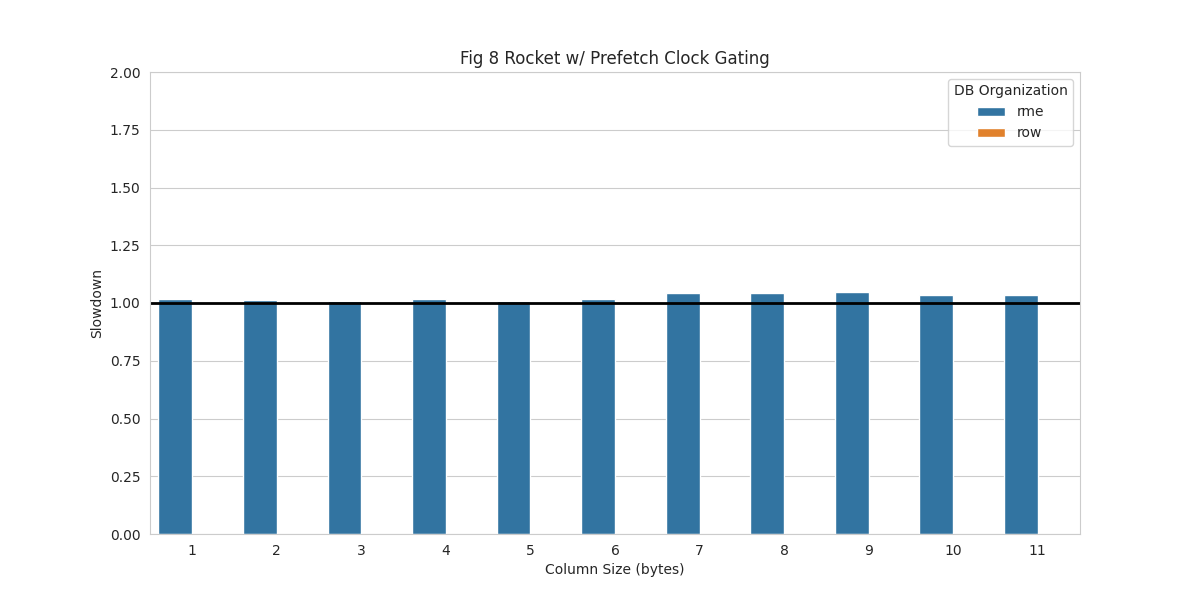 Fig 8 Rocket w/ Prefetch Clock Gating
2.00
1.75
1.50
1.25
1.00
0.75
0.50
0.25
0.00
Slowdown
DB Organization
rme
row
1 2 3 4 5 6 7 8 9 10 11
Column Size (bytes)